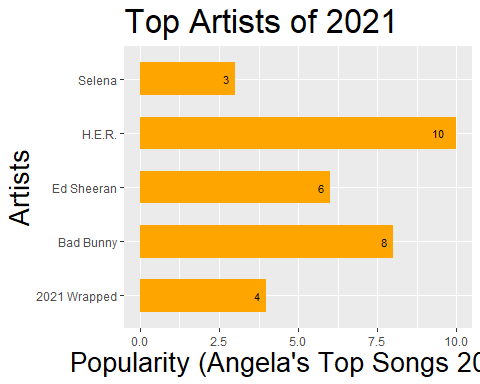 Top Artists of 2021
Artists
Selena 3
H.E.R. 10
Ed Sheeran 6
Bad Bunny 8
2021 Wrapped 4
0.0 2.5 5.0 7.5 10.0
Popularity (Angela's Top Songs 20